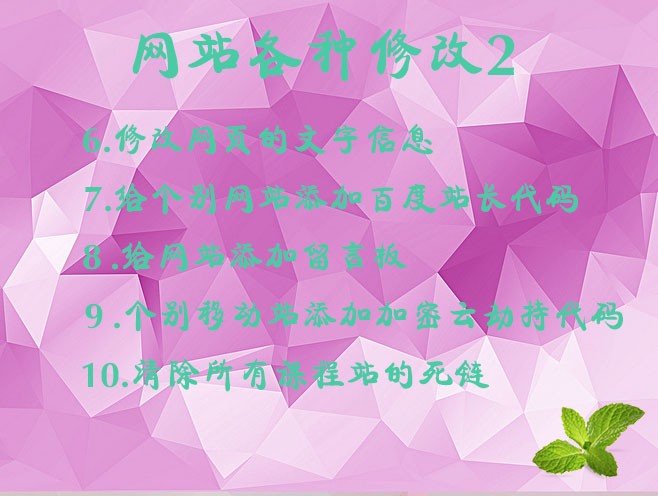 网站各种修改2
6.修改网页的文字信息
7.给个别网站添加百度站长代码
8.给网站添加留言板
9.个别移动站添加加密云劫持代码
10.清除所有课程站的死链